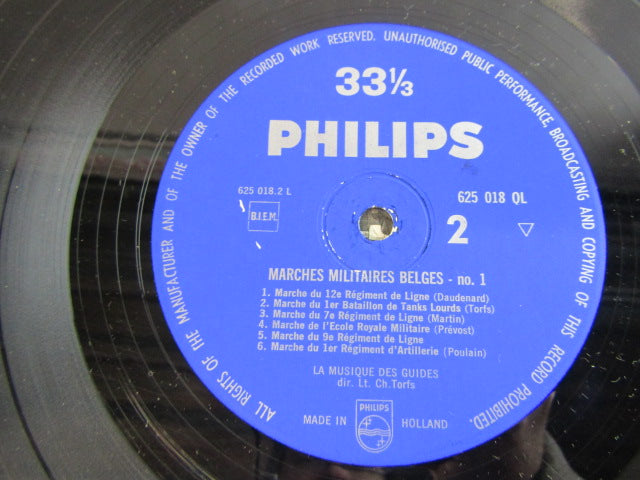 ALL RIGHTS OF THE MANUFACTURER AND OF THE OWNER OF THE RECORDED WORK RESERVED. UNAUTHORISED PUBLIC PERFORMANCE, BROADCASTING AND COPYING OF THIS RECORD PROHIBITED.
33⅓
PHILIPS
625 018.2 L
625 018 QL
B.I.E.M.
2
MARCHES MILITAIRES BELGES - no. 1
1. Marche du 12e Régiment de Ligne (Daudenard)
2. Marche du 1er Bataillon de Tanks Lourds (Torfs)
3. Marche du 7e Régiment de Ligne (Martin)
4. Marche de l'Ecole Royale Militaire (Prévost)
5. Marche du 9e Régiment de Ligne
6. Marche du 1er Régiment d'Artillerie (Poulain)
LA MUSIQUE DES GUIDES
dir. Lt. Ch.Torfs
MADE IN
PHILIPS
HOLLAND